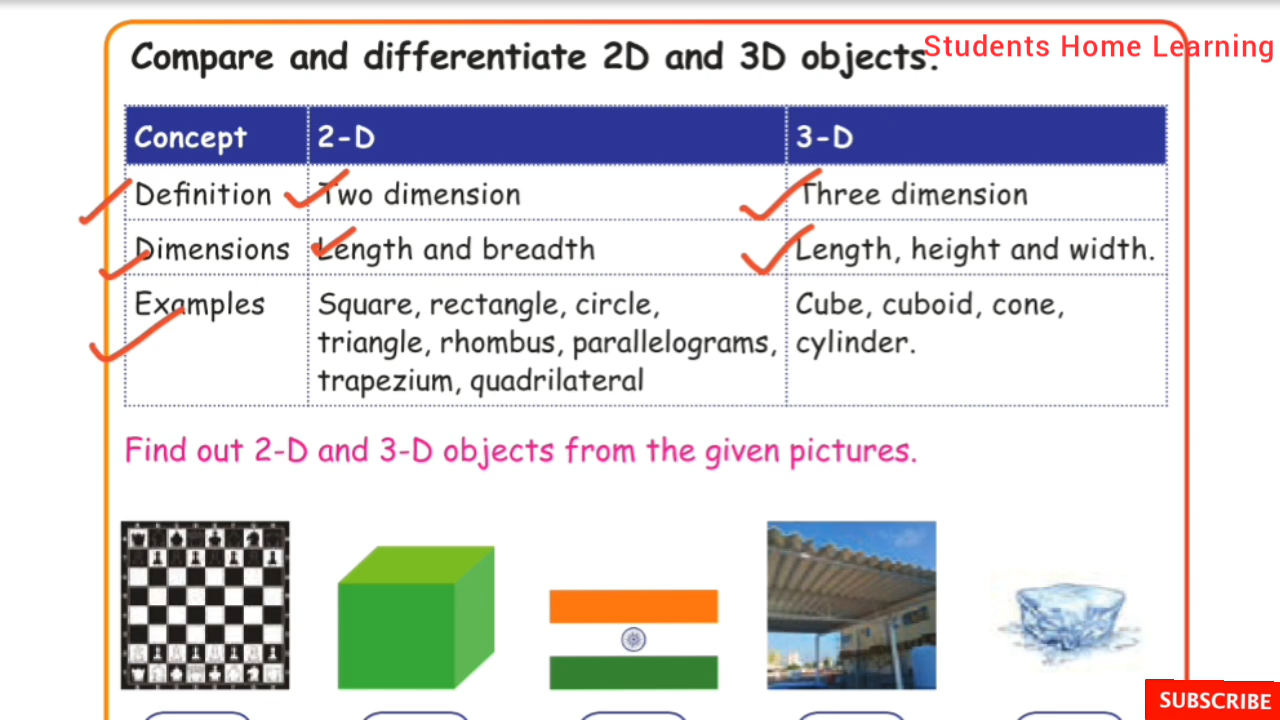 Compare and differentiate 2D and 3D objects.
Students Home Learning
Concept 2-D 3-D
Definition Two dimension Three dimension
Dimensions Length and breadth Length, height and width.
Examples Square, rectangle, circle, Cube, cuboid, cone,
triangle, rhombus, parallelograms, cylinder.
trapezium, quadrilateral
Find out 2-D and 3-D objects from the given pictures.
SUBSCRIBE